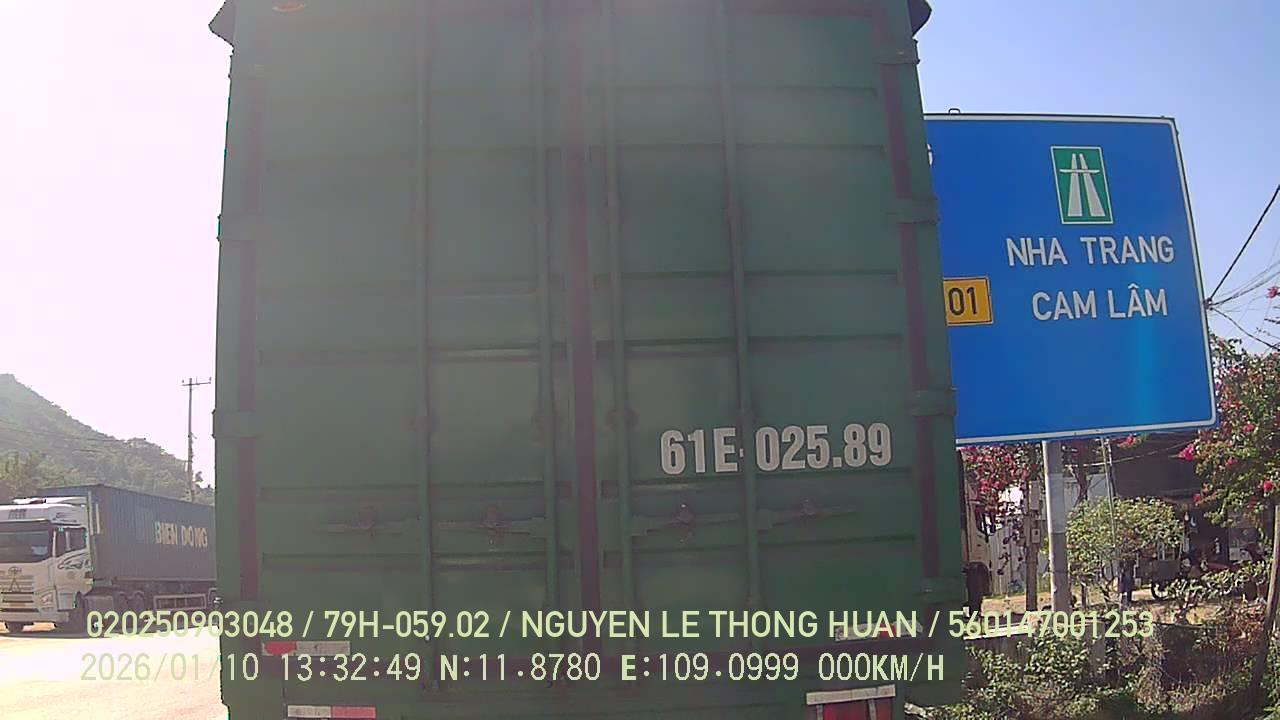 NHA TRANG
01
CAM LÂM
61E-025.89
BIEN DONG
020250903048 / 79H-059.02 / NGUYEN LE THONG HUAN / 560147001253
2026/01/10 13:32:49 N:11.8780 E:109.0999 000KM/H